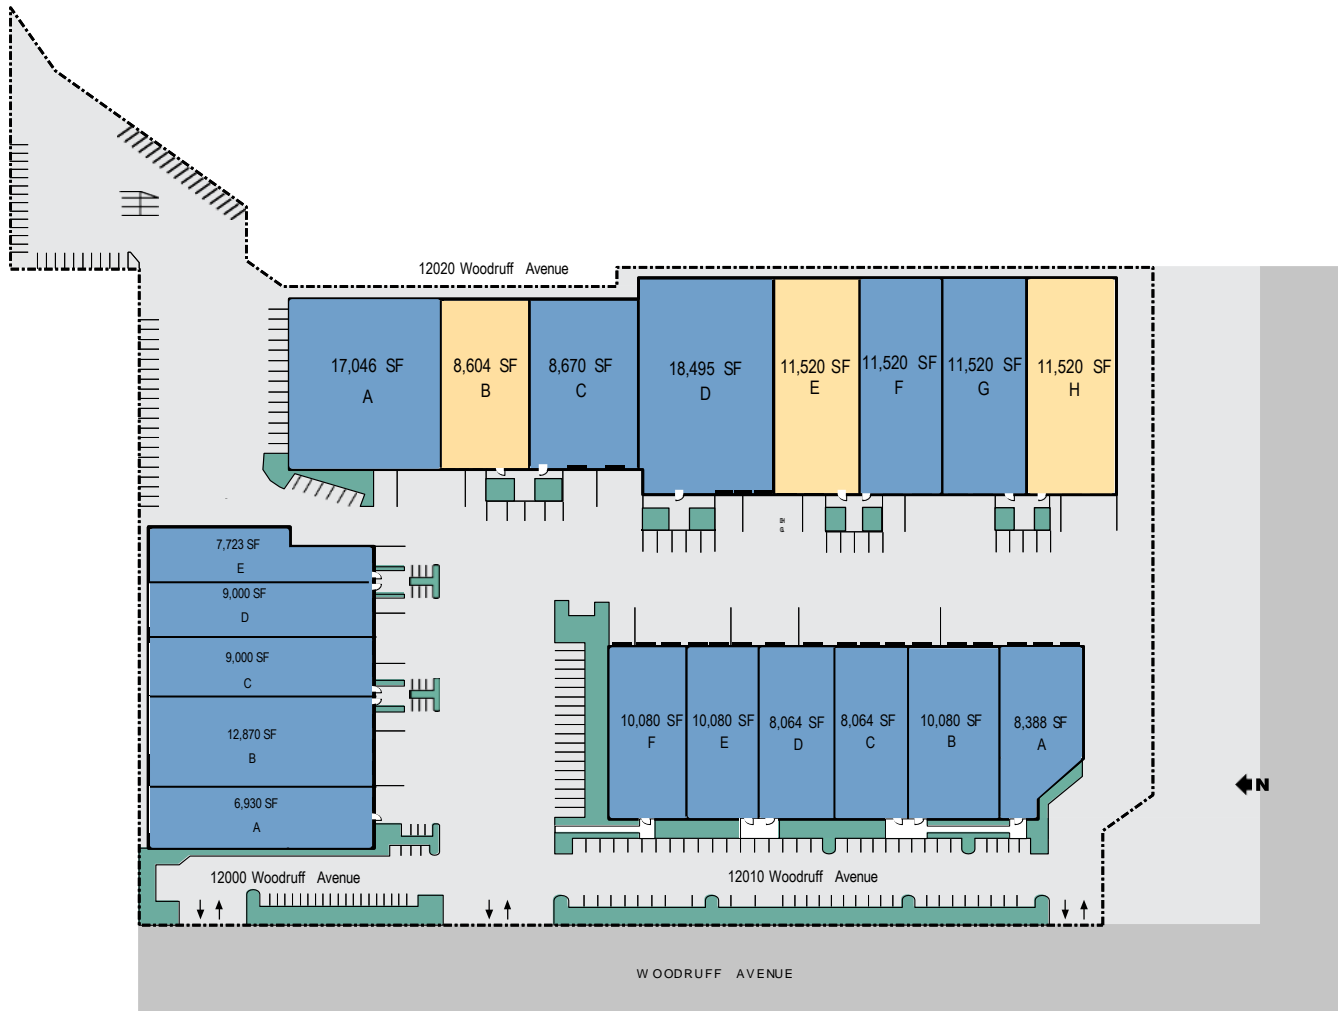 12020 Woodruff Avenue
17,046 SF
A
8,604 SF
B
8,670 SF
C
18,495 SF
D
11,520 SF
E
11,520 SF
F
11,520 SF
G
11,520 SF
H
7,723 SF
E
9,000 SF
D
9,000 SF
C
12,870 SF
B
6,930 SF
A
10,080 SF
F
10,080 SF
E
8,064 SF
D
8,064 SF
C
10,080 SF
B
8,388 SF
A
N
12000 Woodruff Avenue
12010 Woodruff Avenue
WOODRUFF AVENUE